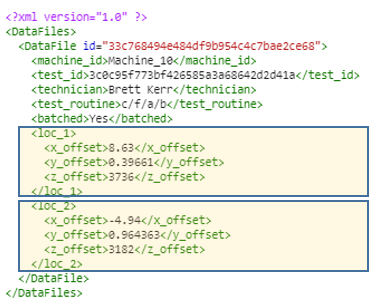 <?xml version="1.0" ?>
<DataFiles>
<DataFile id="33c768494e484df9b954c4c7bae2ce68">
<machine_id>Machine_10</machine_id>
<test_id>3c0c95f773bf426585a3a68642d2d41a</test_id>
<technician>Brett Kerr</technician>
<test_routine>c/f/a/b</test_routine>
<batched>Yes</batched>
<loc_1>
<x_offset>8.63</x_offset>
<y_offset>0.39661</y_offset>
<z_offset>3736</z_offset>
</loc_1>
<loc_2>
<x_offset>-4.94</x_offset>
<y_offset>0.964363</y_offset>
<z_offset>3182</z_offset>
</loc_2>
</DataFile>
</DataFiles>